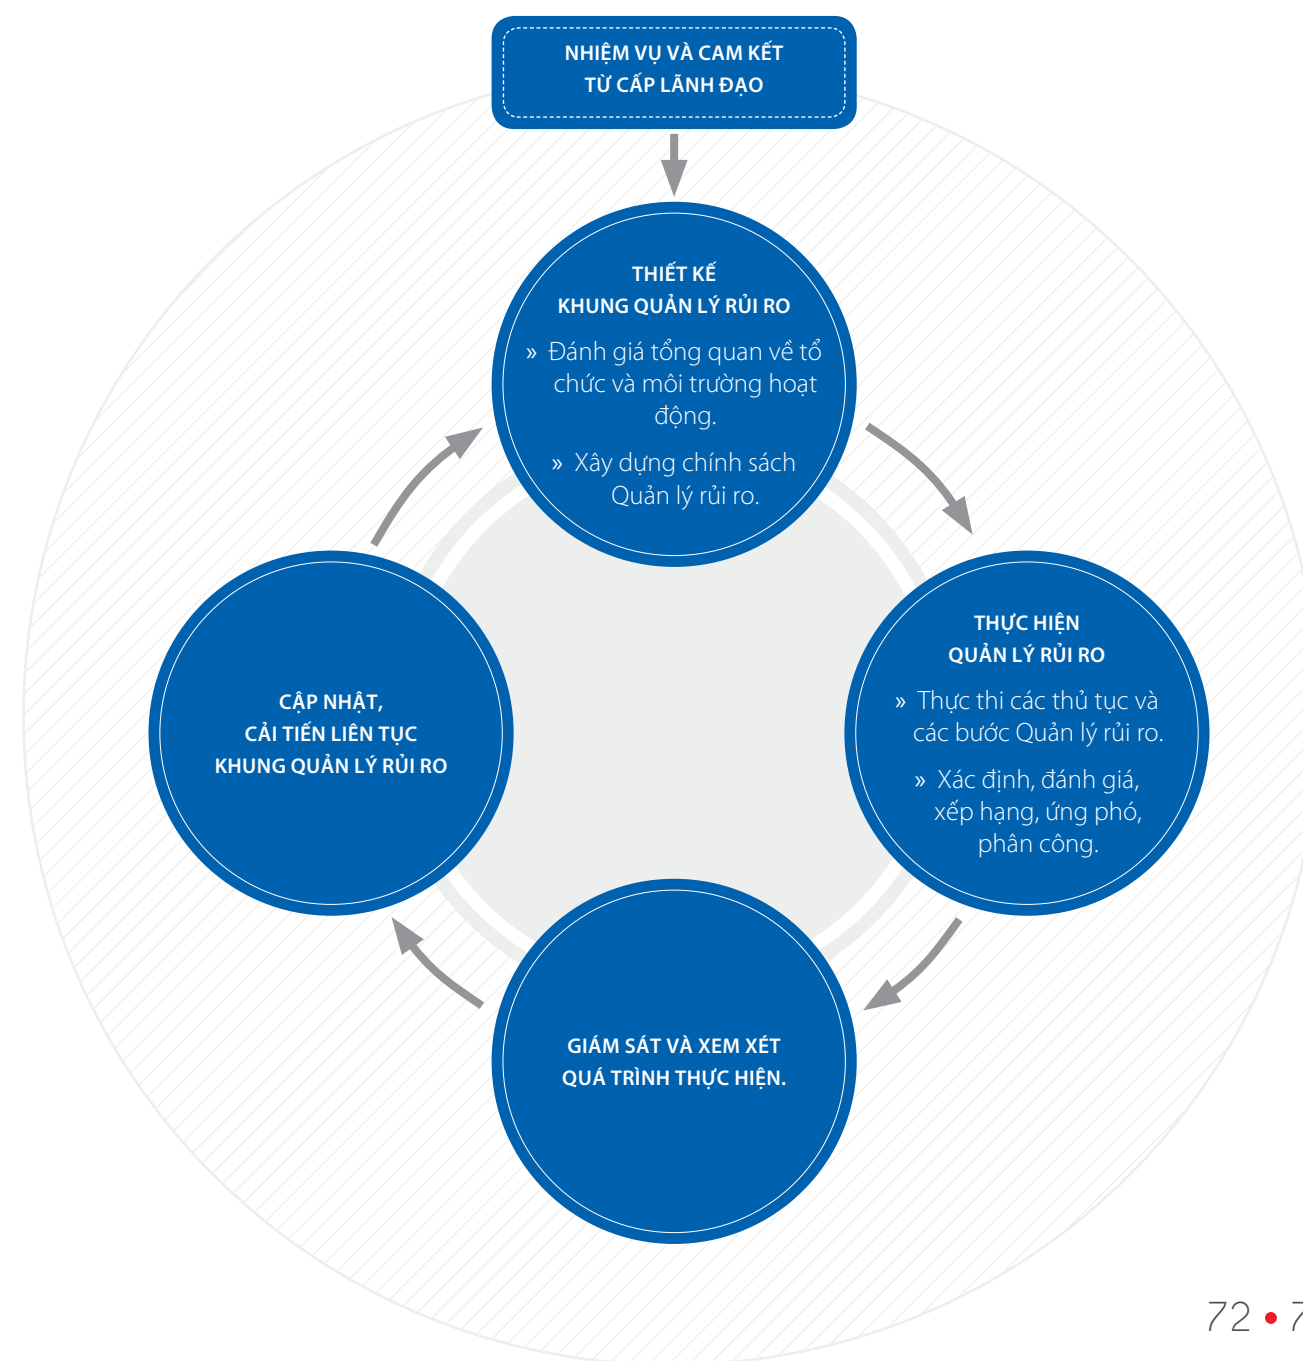 NHIỆM VỤ VÀ CAM KẾT
TỪ CẤP LÃNH ĐẠO
THIẾT KẾ
KHUNG QUẢN LÝ RỦI RO
» Đánh giá tổng quan về tổ
chức và môi trường hoạt
động.
» Xây dựng chính sách
Quản lý rủi ro.
THỰC HIỆN
QUẢN LÝ RỦI RO
» Thực thi các thủ tục và
các bước Quản lý rủi ro.
» Xác định, đánh giá,
xếp hạng, ứng phó,
phân công.
GIÁM SÁT VÀ XEM XÉT
QUÁ TRÌNH THỰC HIỆN.
CẬP NHẬT,
CẢI TIẾN LIÊN TỤC
KHUNG QUẢN LÝ RỦI RO
72 • 7